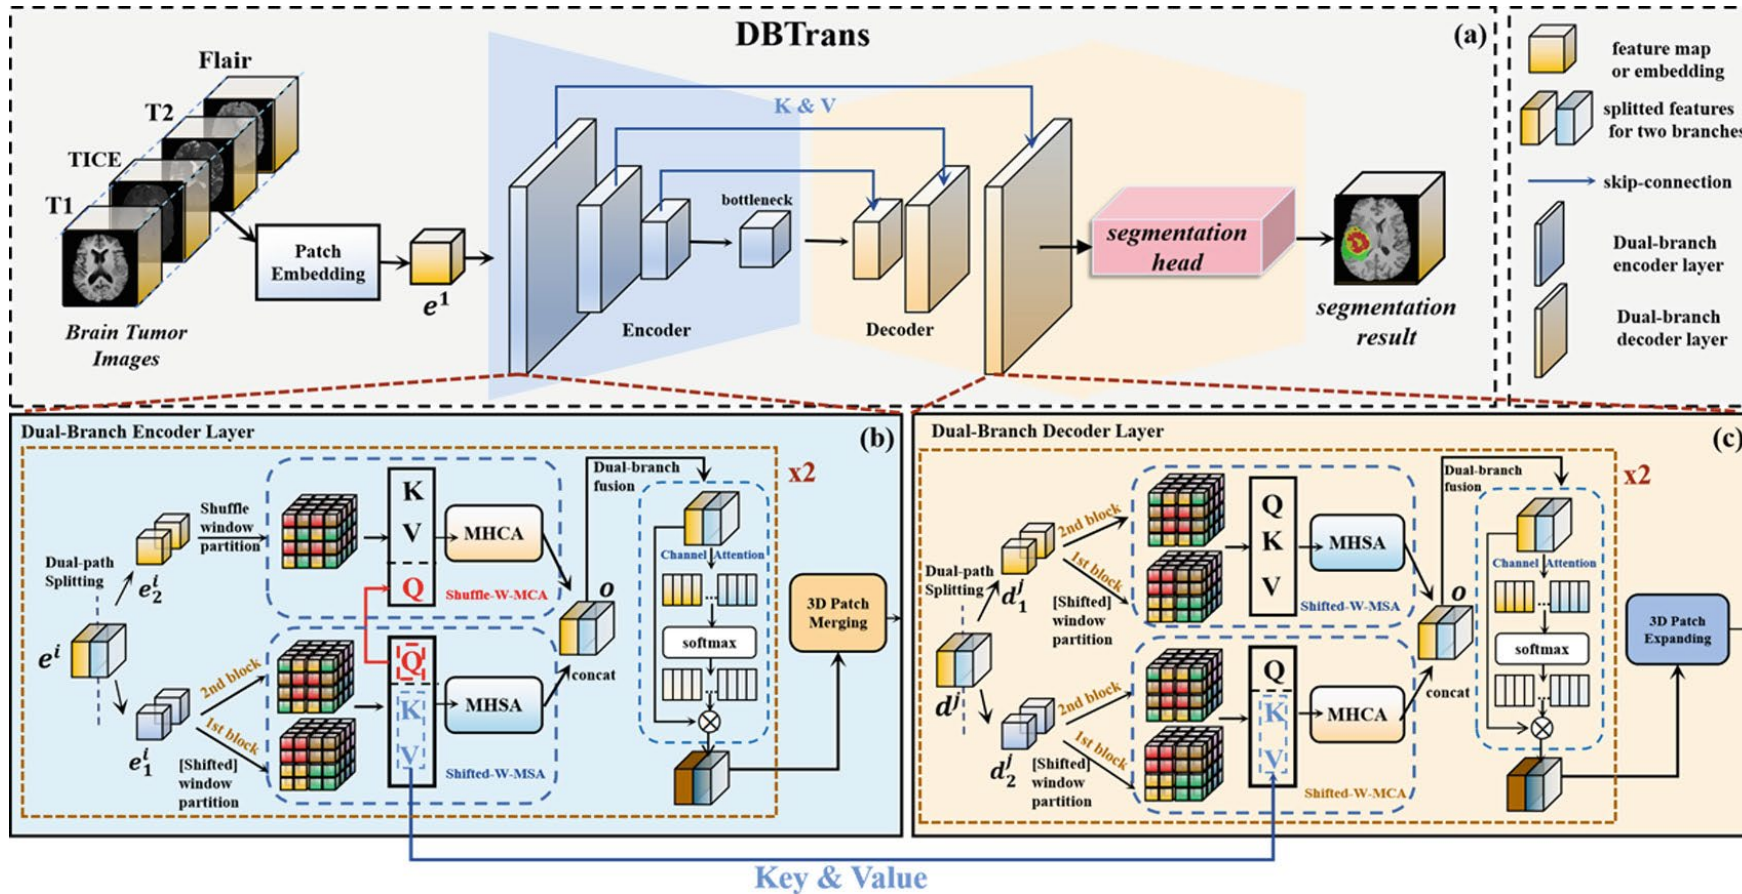 DBTrans
(a)
Flair
T2
TICE
T1
Brain Tumor
Images
Patch
Embedding
e¹
K & V
bottleneck
Encoder
Decoder
segmentation
head
segmentation
result
feature map
or embedding
splitted features
for two branches
skip-connection
Dual-branch
encoder layer
Dual-branch
decoder layer
Dual-Branch Encoder Layer
(b)
x2
Dual-path
Splitting
eⁱ
e₂ⁱ
e₁ⁱ
Shuffle
window
partition
2nd block
1st block
[Shifted]
window
partition
K
V
Q
MHCA
Shuffle-W-MCA
Q
K
V
MHSA
Shifted-W-MSA
o
concat
Dual-branch
fusion
Channel Attention
...
softmax
...
3D Patch
Merging
Dual-Branch Decoder Layer
(c)
x2
Dual-path
Splitting
dʲ
d₁ʲ
d₂ʲ
2nd block
1st block
[Shifted]
window
partition
2nd block
1st block
[Shifted]
window
partition
Q
K
V
MHSA
Shifted-W-MSA
Q
K
V
MHCA
Shifted-W-MCA
o
concat
Dual-branch
fusion
Channel Attention
...
softmax
...
3D Patch
Expanding
Key & Value